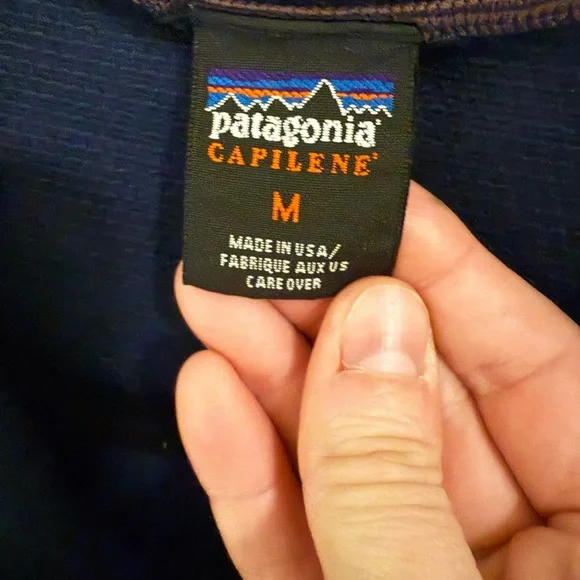 patagonia®
CAPILENE®
M
MADE IN USA/
FABRIQUE AUX US
CARE OVER